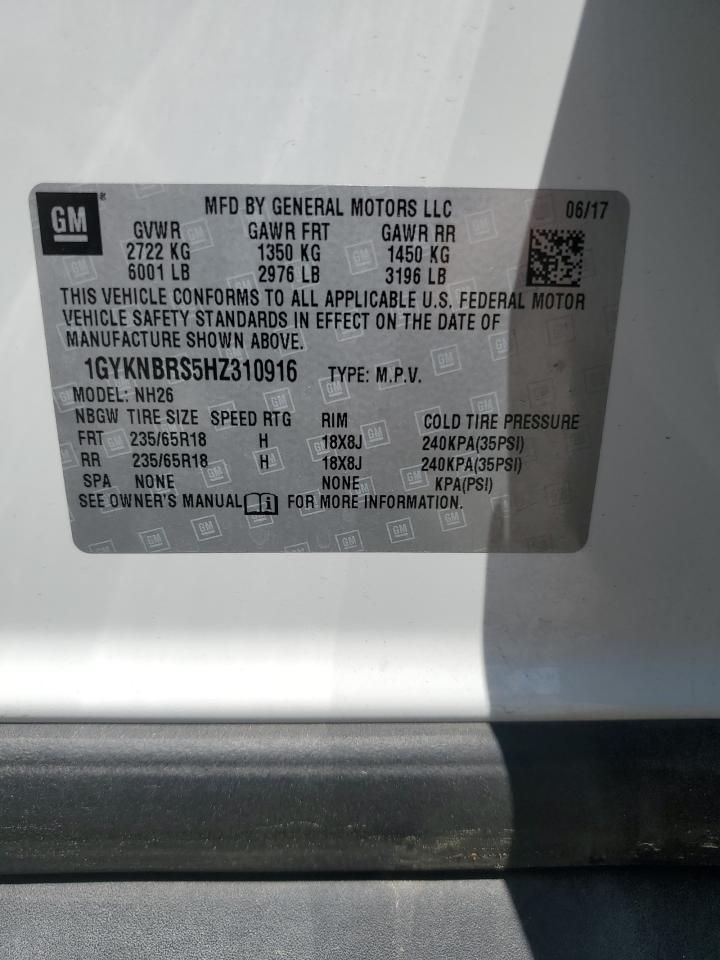 GM ® MFD BY GENERAL MOTORS LLC 06/17
GVWR GAWR FRT GAWR RR
2722 KG 1350 KG 1450 KG
6001 LB 2976 LB 3196 LB
THIS VEHICLE CONFORMS TO ALL APPLICABLE U.S. FEDERAL MOTOR
VEHICLE SAFETY STANDARDS IN EFFECT ON THE DATE OF
MANUFACTURE SHOWN ABOVE.
1GYKNBRS5HZ310916 TYPE: M.P.V.
MODEL: NH26
NBGW TIRE SIZE SPEED RTG RIM COLD TIRE PRESSURE
FRT 235/65R18 H 18X8J 240KPA(35PSI)
RR 235/65R18 H 18X8J 240KPA(35PSI)
SPA NONE NONE KPA(PSI)
SEE OWNER'S MANUAL i FOR MORE INFORMATION.